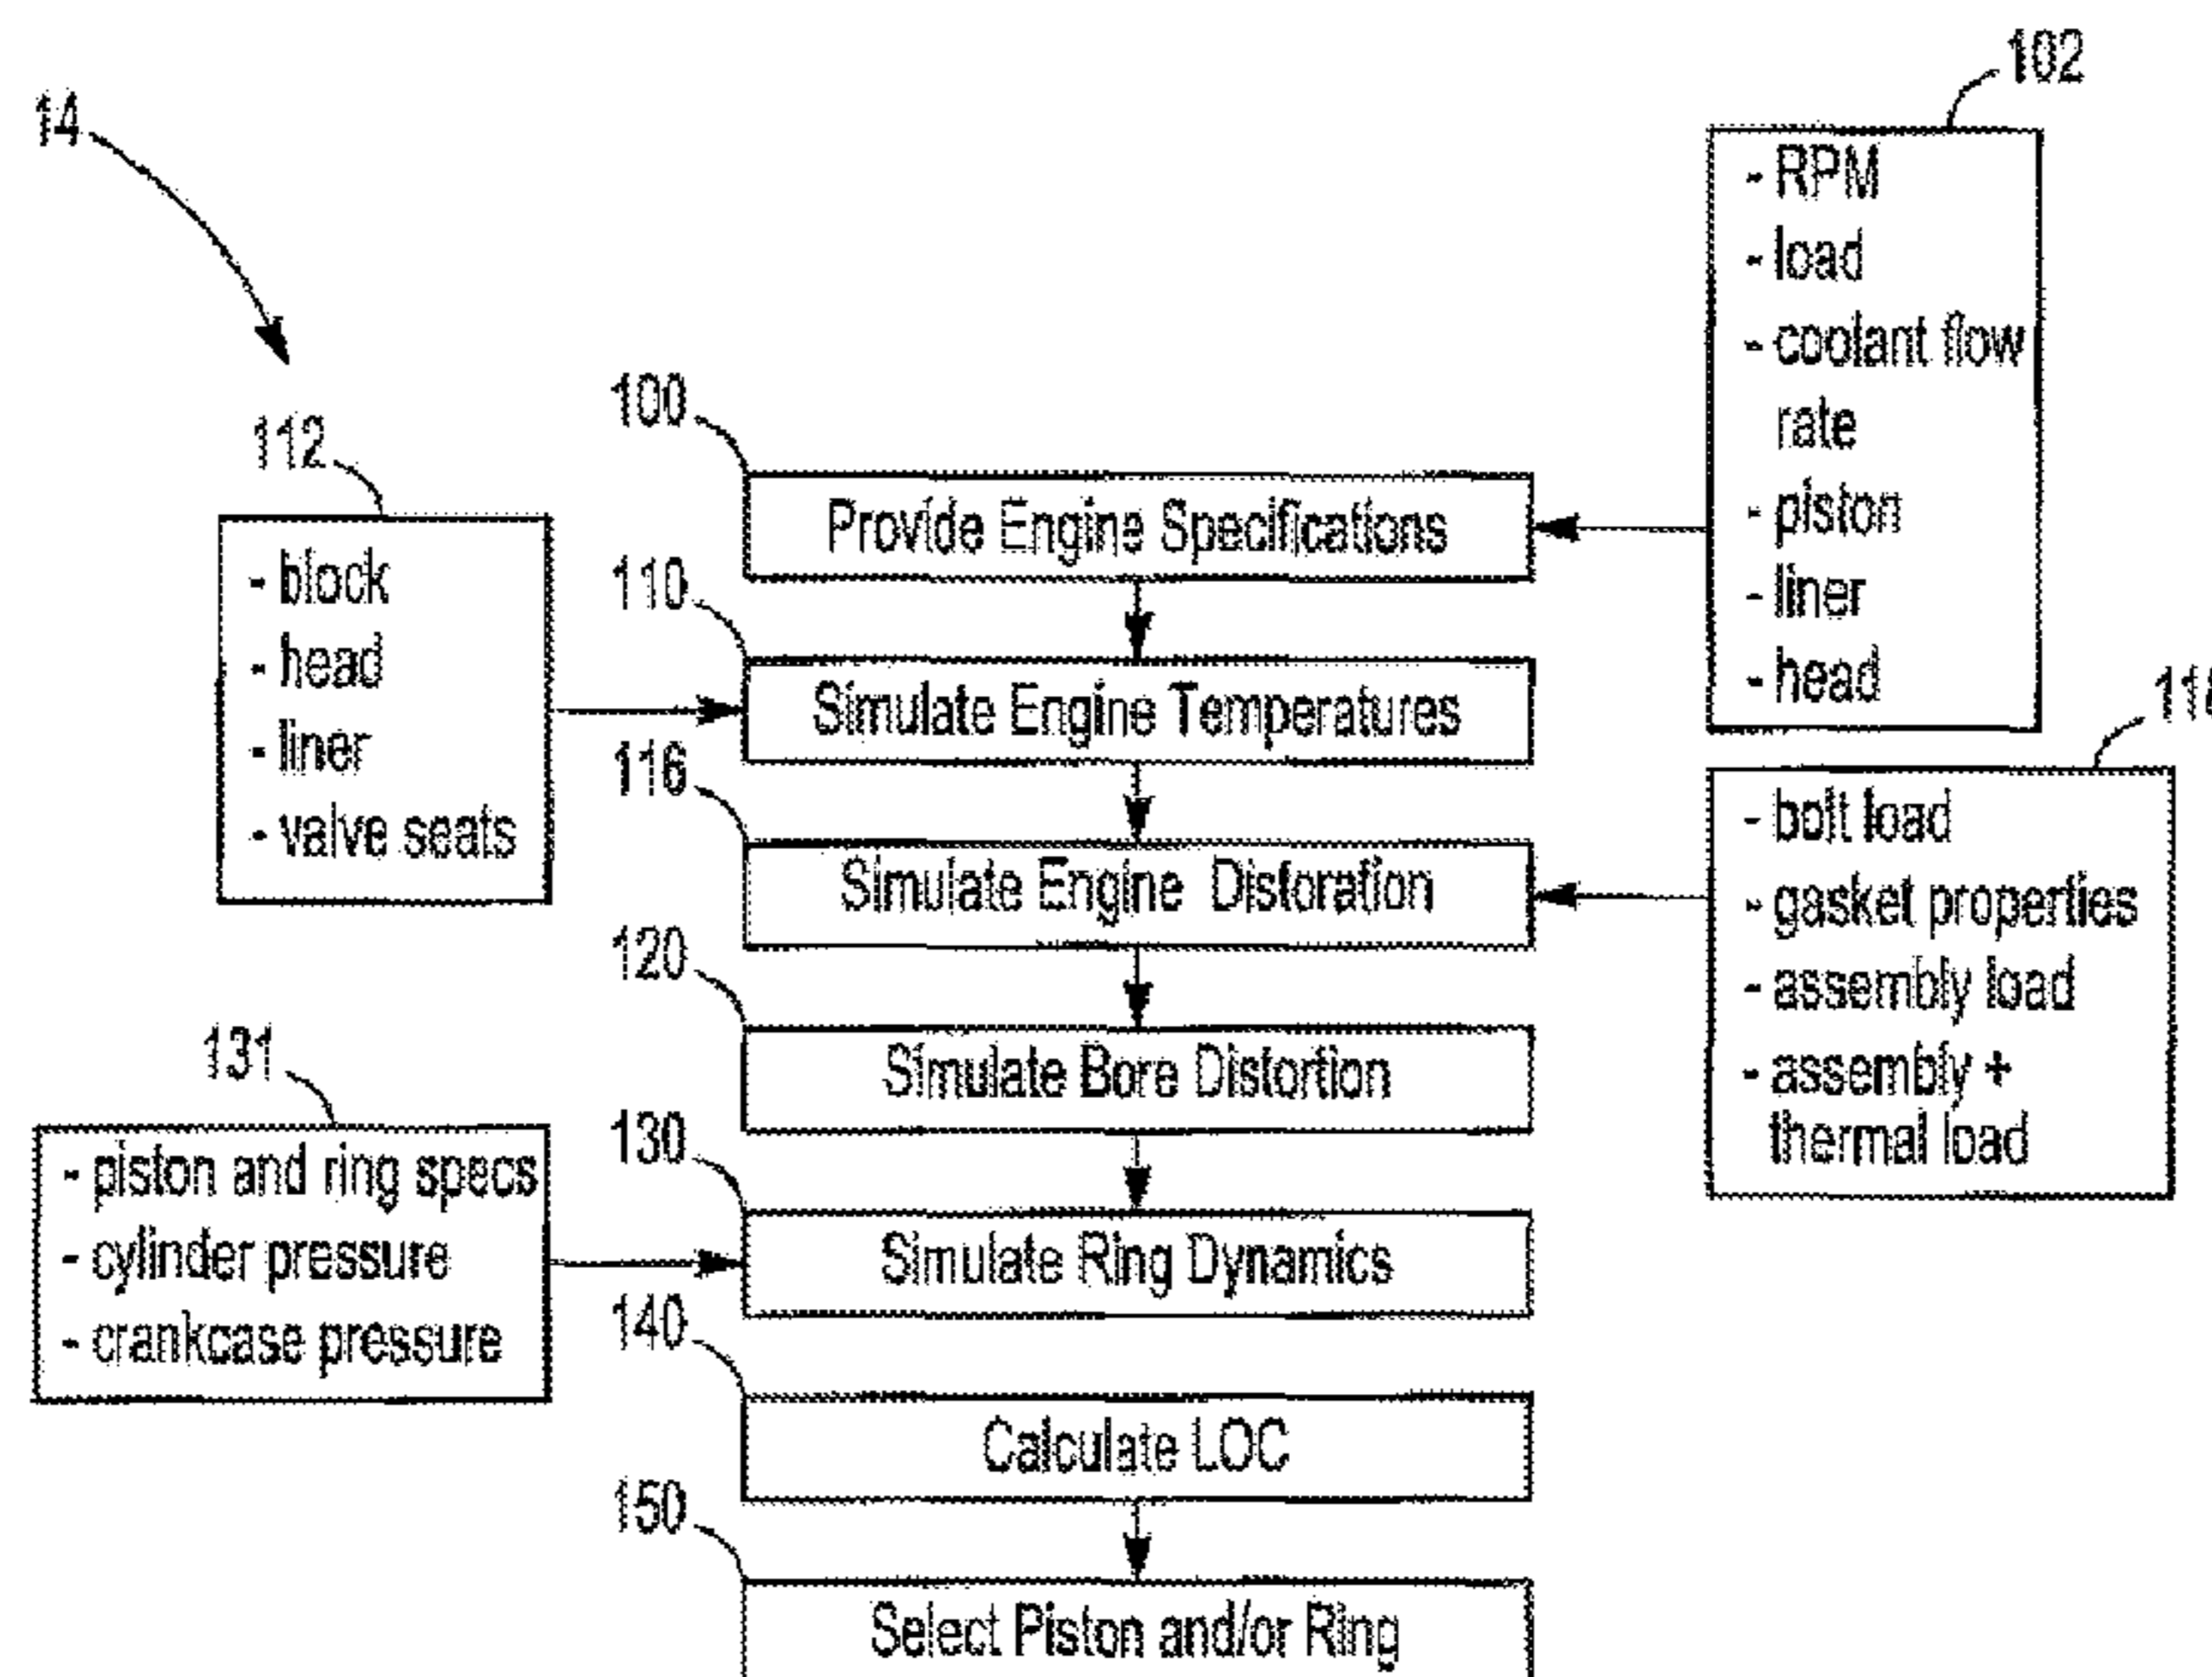 14
102
- RPM
- load
- coolant flow
rate
- piston
- liner
- head
100
Provide Engine Specifications
112
- block
- head
- liner
- valve seats
110
Simulate Engine Temperatures
116
Simulate Engine Distoration
- bolt load
- gasket properties
- assembly load
- assembly +
thermal load
120
Simulate Bore Distortion
131
- piston and ring specs
- cylinder pressure
- crankcase pressure
130
Simulate Ring Dynamics
140
Calculate LOC
150
Select Piston and/or Ring